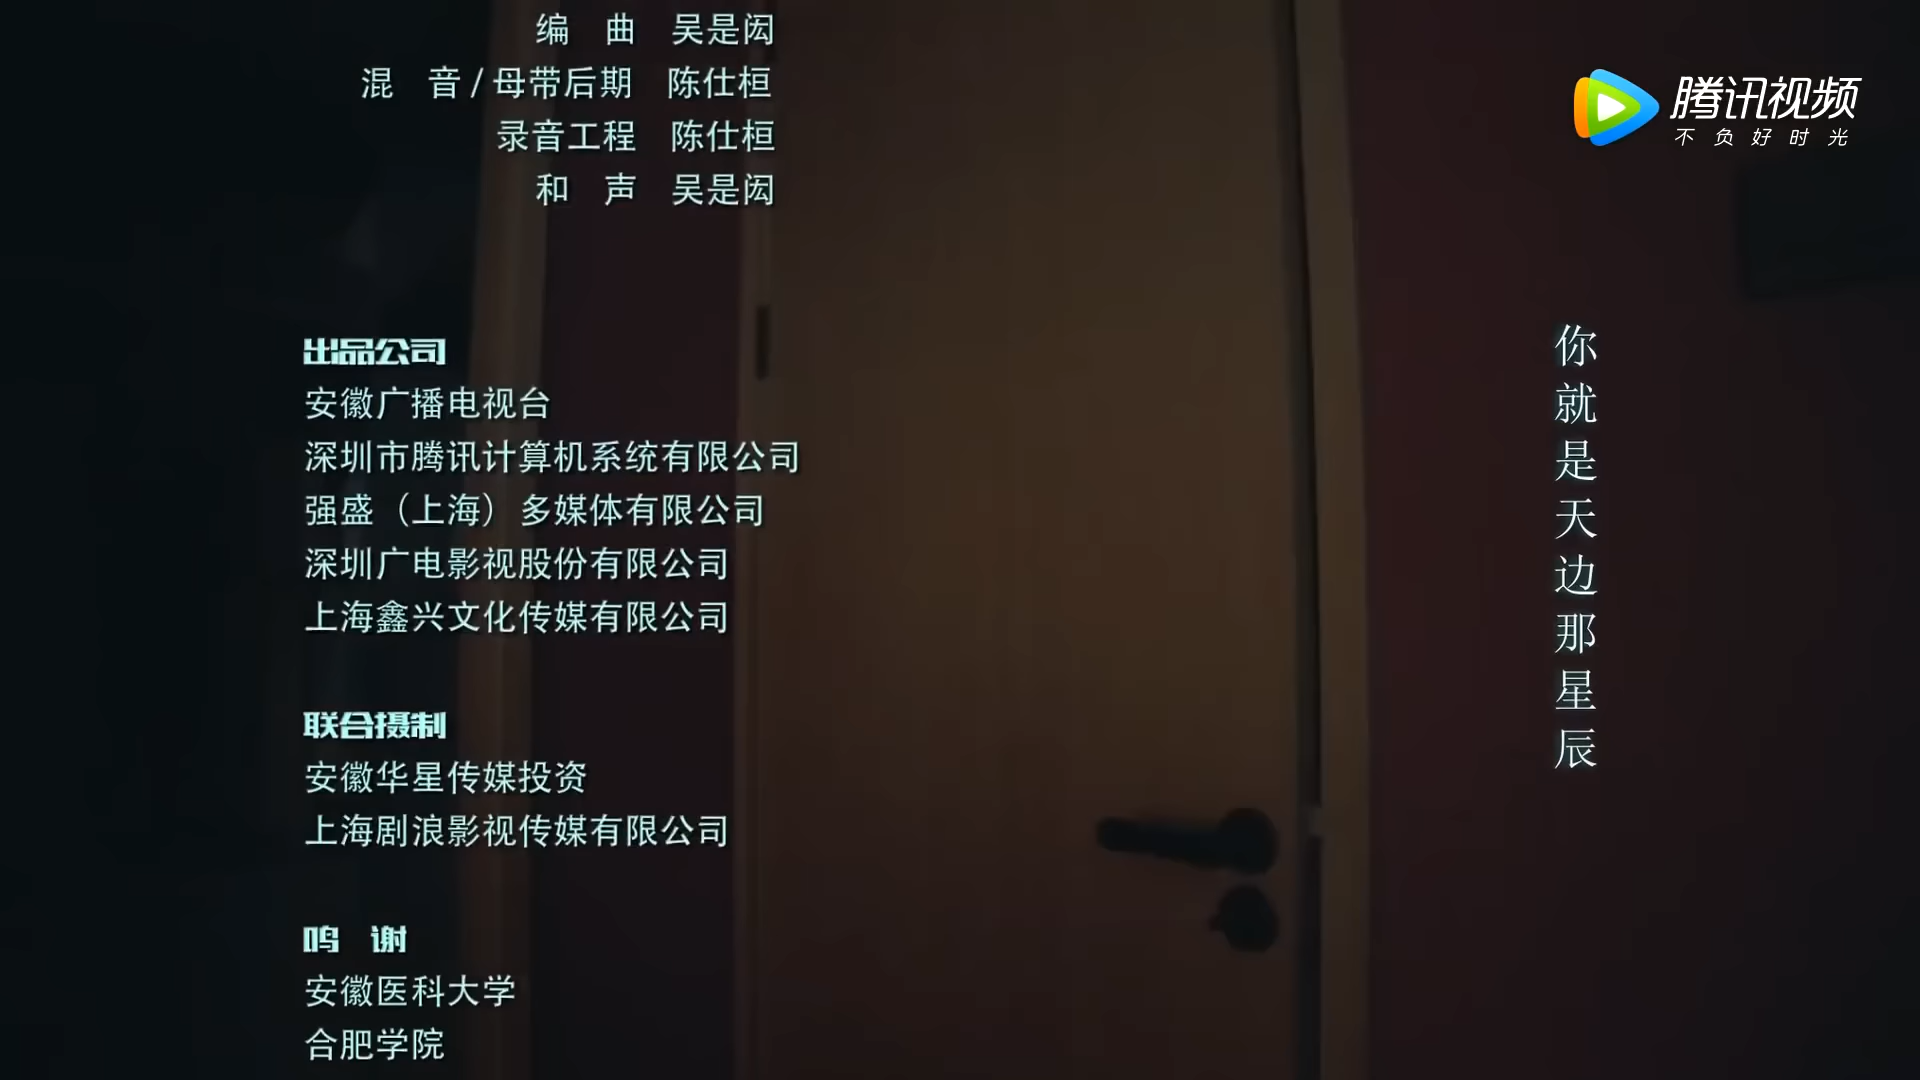 编 曲 吴是闳
混 音/母带后期 陈仕桓
录音工程 陈仕桓
和 声 吴是闳
出品公司
安徽广播电视台
深圳市腾讯计算机系统有限公司
强盛（上海）多媒体有限公司
深圳广电影视股份有限公司
上海鑫兴文化传媒有限公司
联合摄制
安徽华星传媒投资
上海剧浪影视传媒有限公司
鸣 谢
安徽医科大学
合肥学院
腾讯视频
不负好时光
你就是天边那星辰